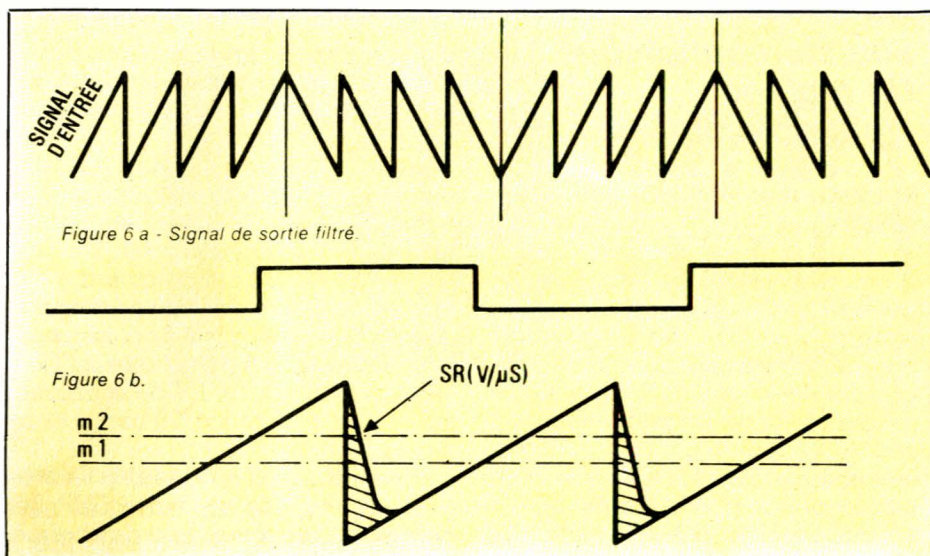 SIGNAL
D'ENTRÉE
Figure 6 a - Signal de sortie filtré.
Figure 6 b.
SR(V/μS)
m 2
m 1